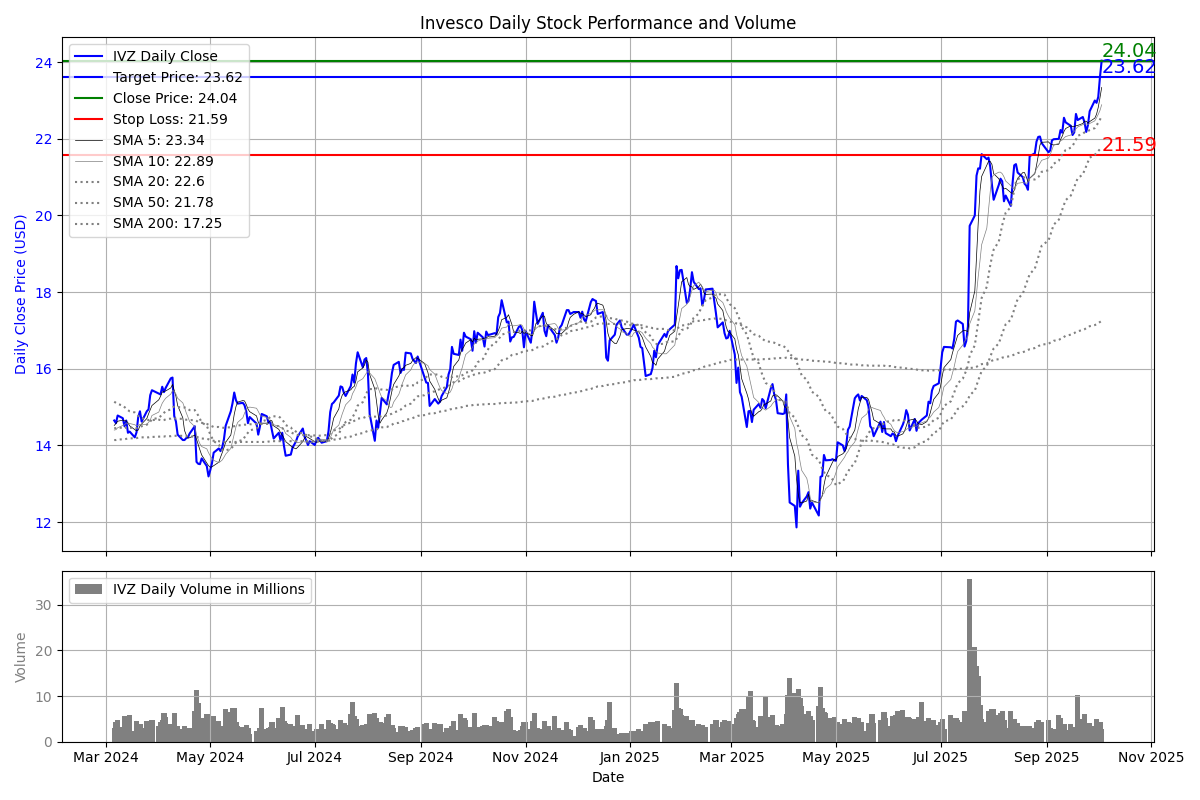 Invesco Daily Stock Performance and Volume
IVZ Daily Close
Target Price: 23.62
Close Price: 24.04
Stop Loss: 21.59
SMA 5: 23.34
SMA 10: 22.89
SMA 20: 22.6
SMA 50: 21.78
SMA 200: 17.25
24.04
23.62
21.59
Daily Close Price (USD)
24
22
20
18
16
14
12
IVZ Daily Volume in Millions
Volume
30
20
10
0
Mar 2024
May 2024
Jul 2024
Sep 2024
Nov 2024
Jan 2025
Mar 2025
May 2025
Jul 2025
Sep 2025
Nov 2025
Date